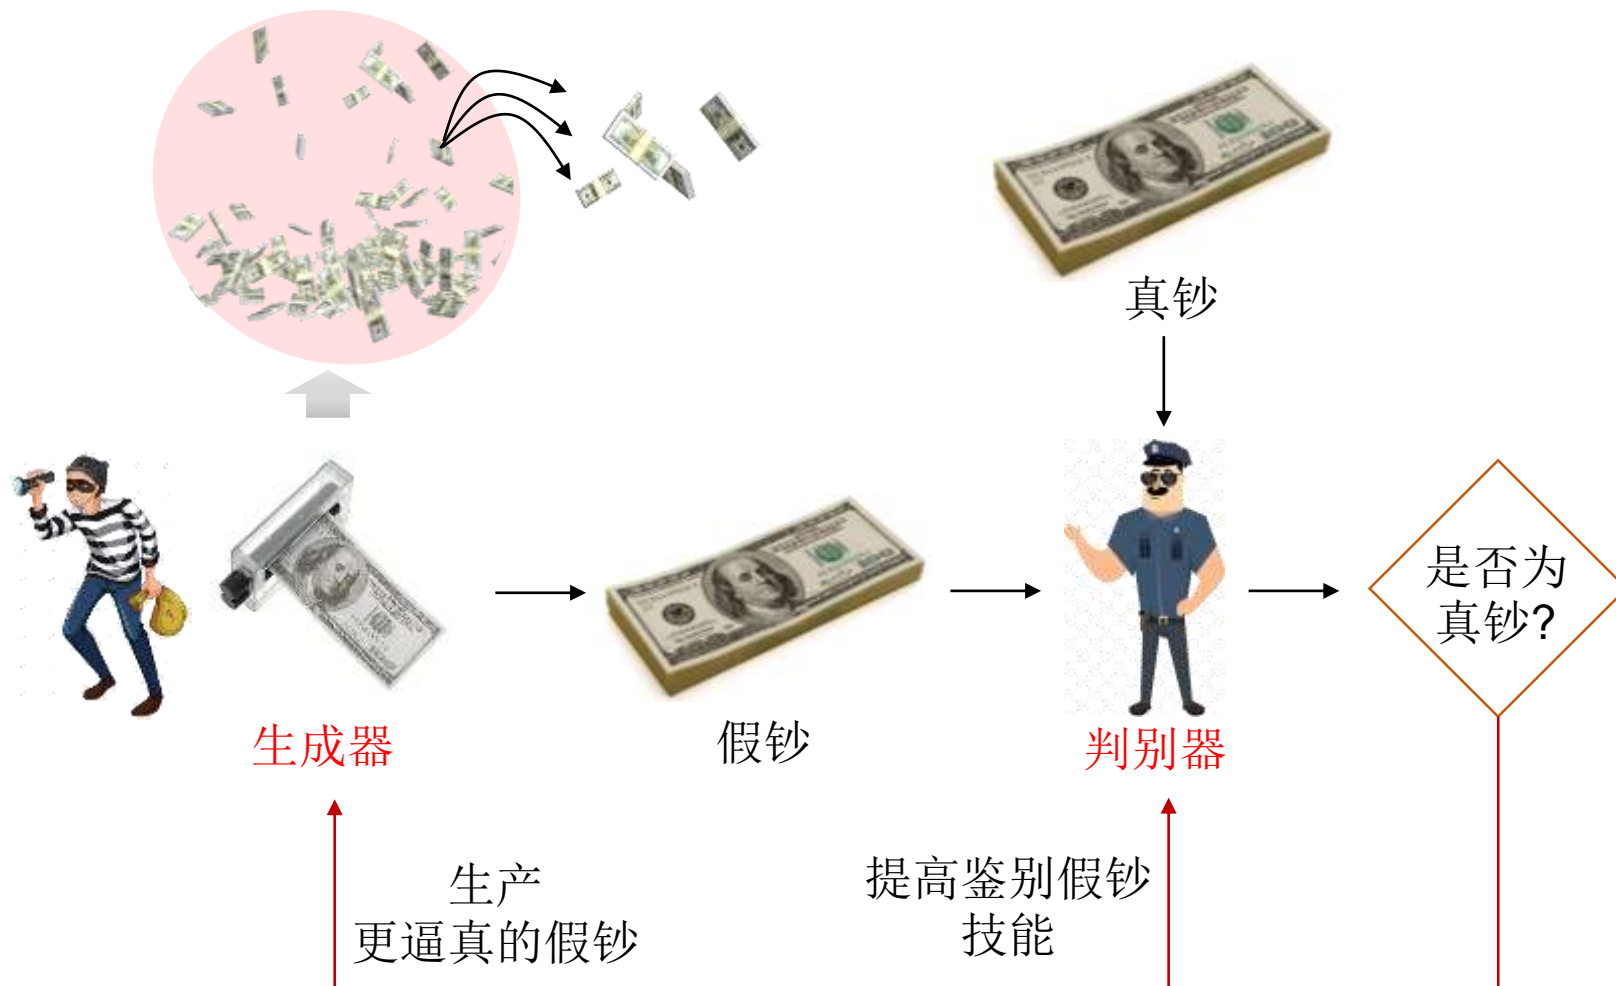 真钞
是否为
真钞?
生成器
假钞
判别器
生产
更逼真的假钞
提高鉴别假钞
技能